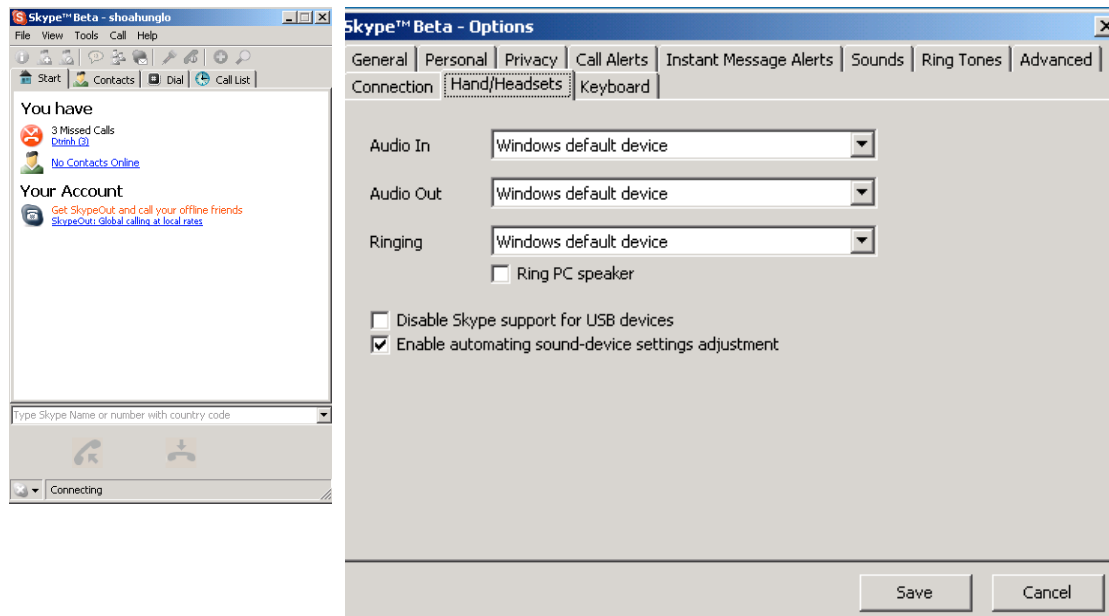 Skype™ Beta - shoahunglo
File View Tools Call Help
Start Contacts Dial Call List
You have
3 Missed Calls
Dtrinh (3)
No Contacts Online
Your Account
Get SkypeOut and call your offline friends
SkypeOut: Global calling at local rates
Type Skype Name or number with country code
Connecting
Skype™ Beta - Options
General Personal Privacy Call Alerts Instant Message Alerts Sounds Ring Tones Advanced
Connection Hand/Headsets Keyboard
Audio In Windows default device
Audio Out Windows default device
Ringing Windows default device
Ring PC speaker
Disable Skype support for USB devices
Enable automating sound-device settings adjustment
Save Cancel